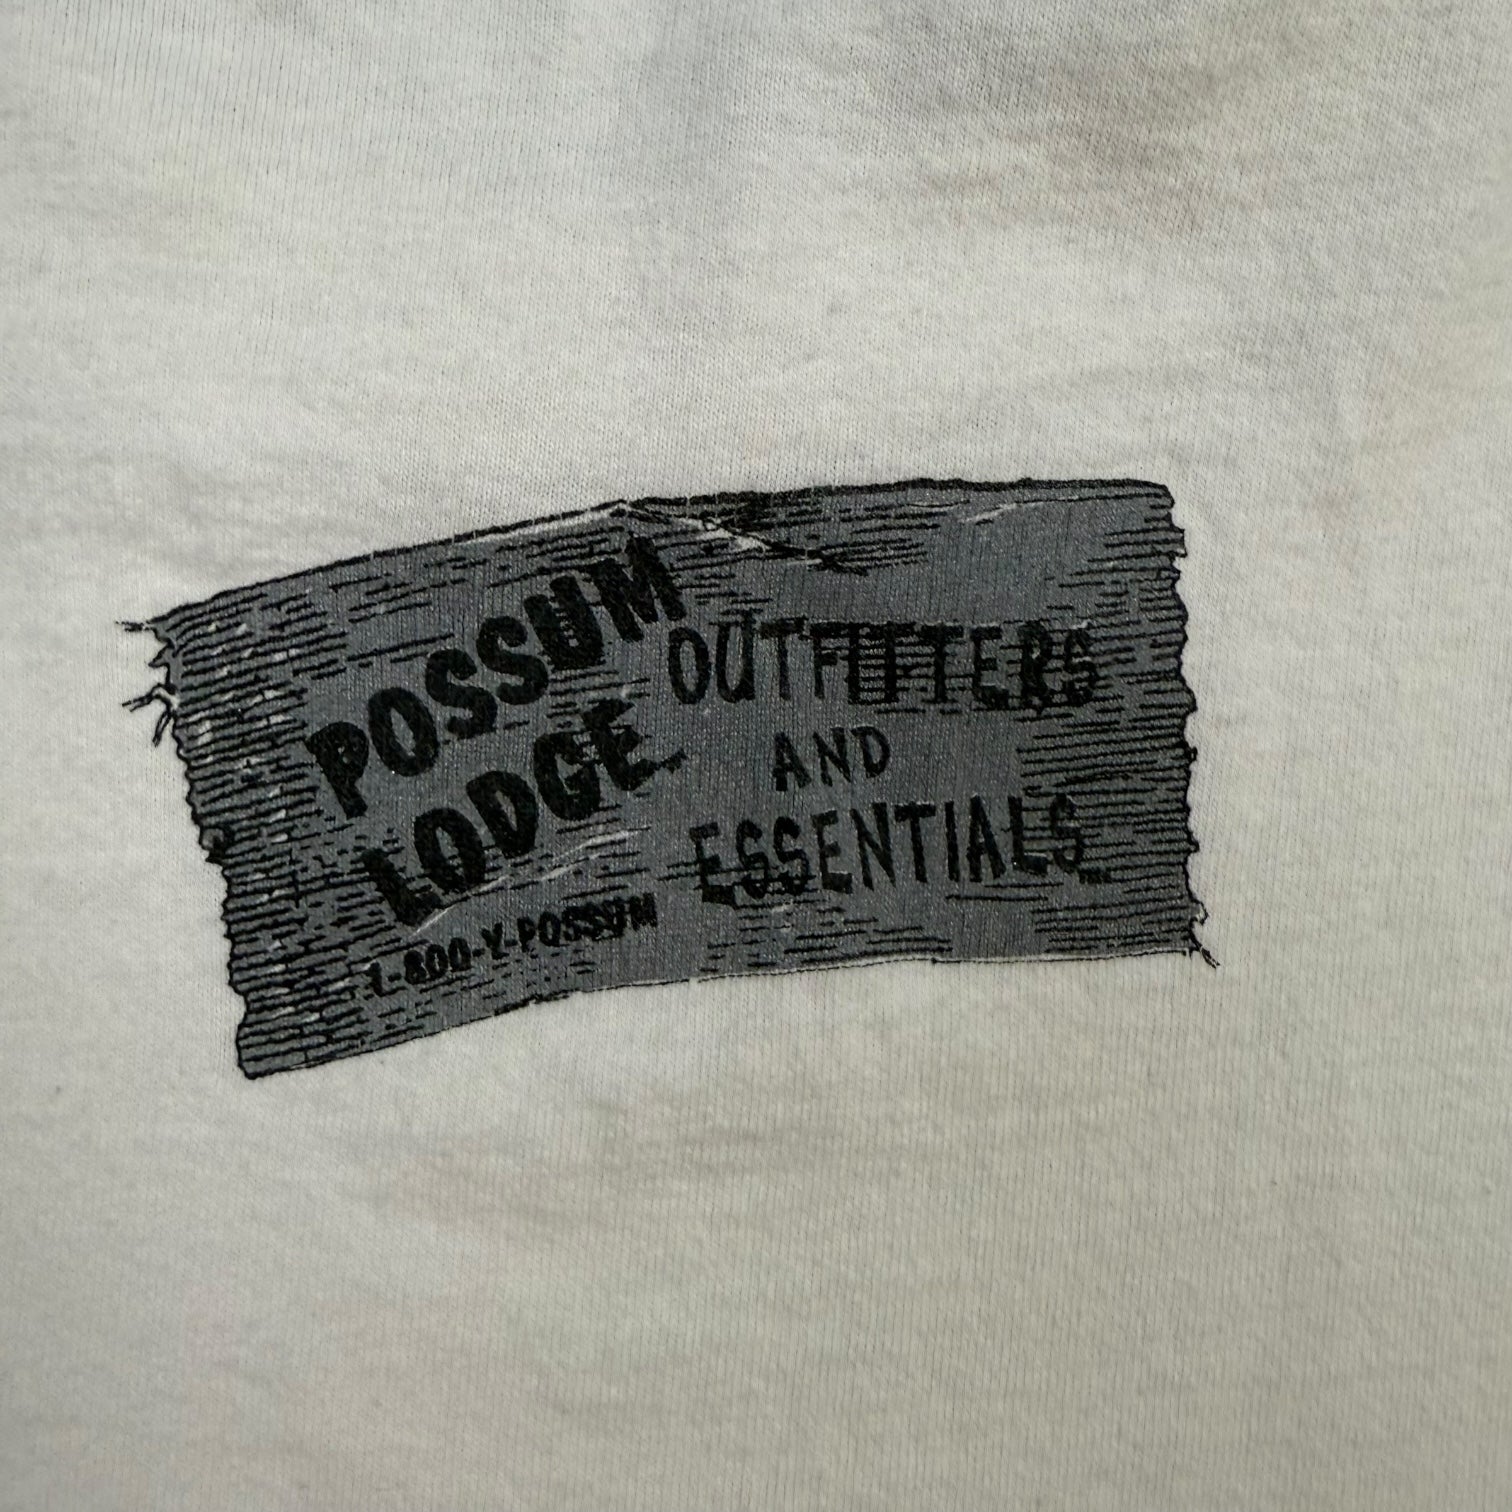 POSSUM
LODGE
1-800-Y-POSSUM
OUTFITTERS
AND
ESSENTIALS